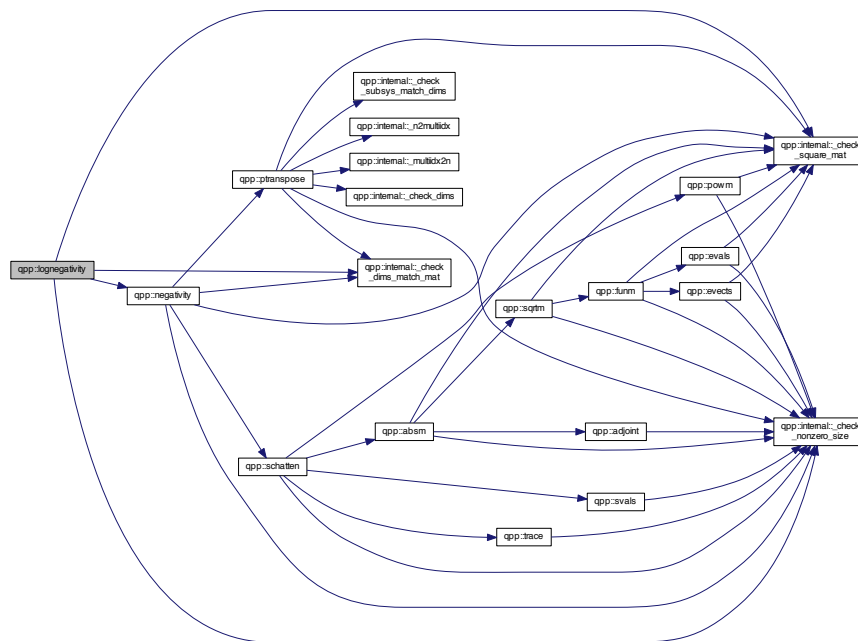 qpp::lognegativity
qpp::negativity
qpp::ptranspose
qpp::schatten
qpp::internal::_check
_subsys_match_dims
qpp::internal::_n2multiidx
qpp::internal::_multiidx2n
qpp::internal::_check_dims
qpp::internal::_check
_dims_match_mat
qpp::absm
qpp::sqrtm
qpp::trace
qpp::funm
qpp::adjoint
qpp::svals
qpp::powm
qpp::evals
qpp::evects
qpp::internal::_check
_square_mat
qpp::internal::_check
_nonzero_size